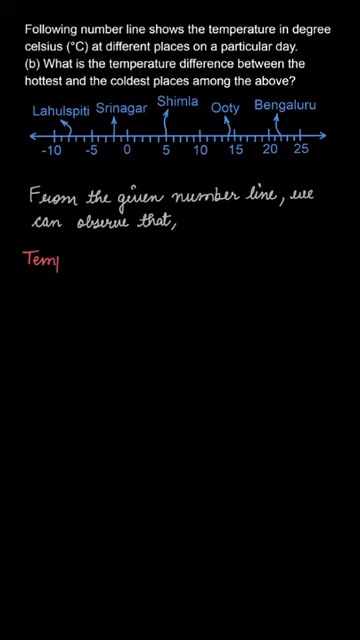 Following number line shows the temperature in degree
celsius (°C) at different places on a particular day.
(b) What is the temperature difference between the
hottest and the coldest places among the above?
Lahulspiti Srinagar Shimla Ooty Bengaluru
-10 -5 0 5 10 15 20 25
From the given number line, we
can observe that,
Temp